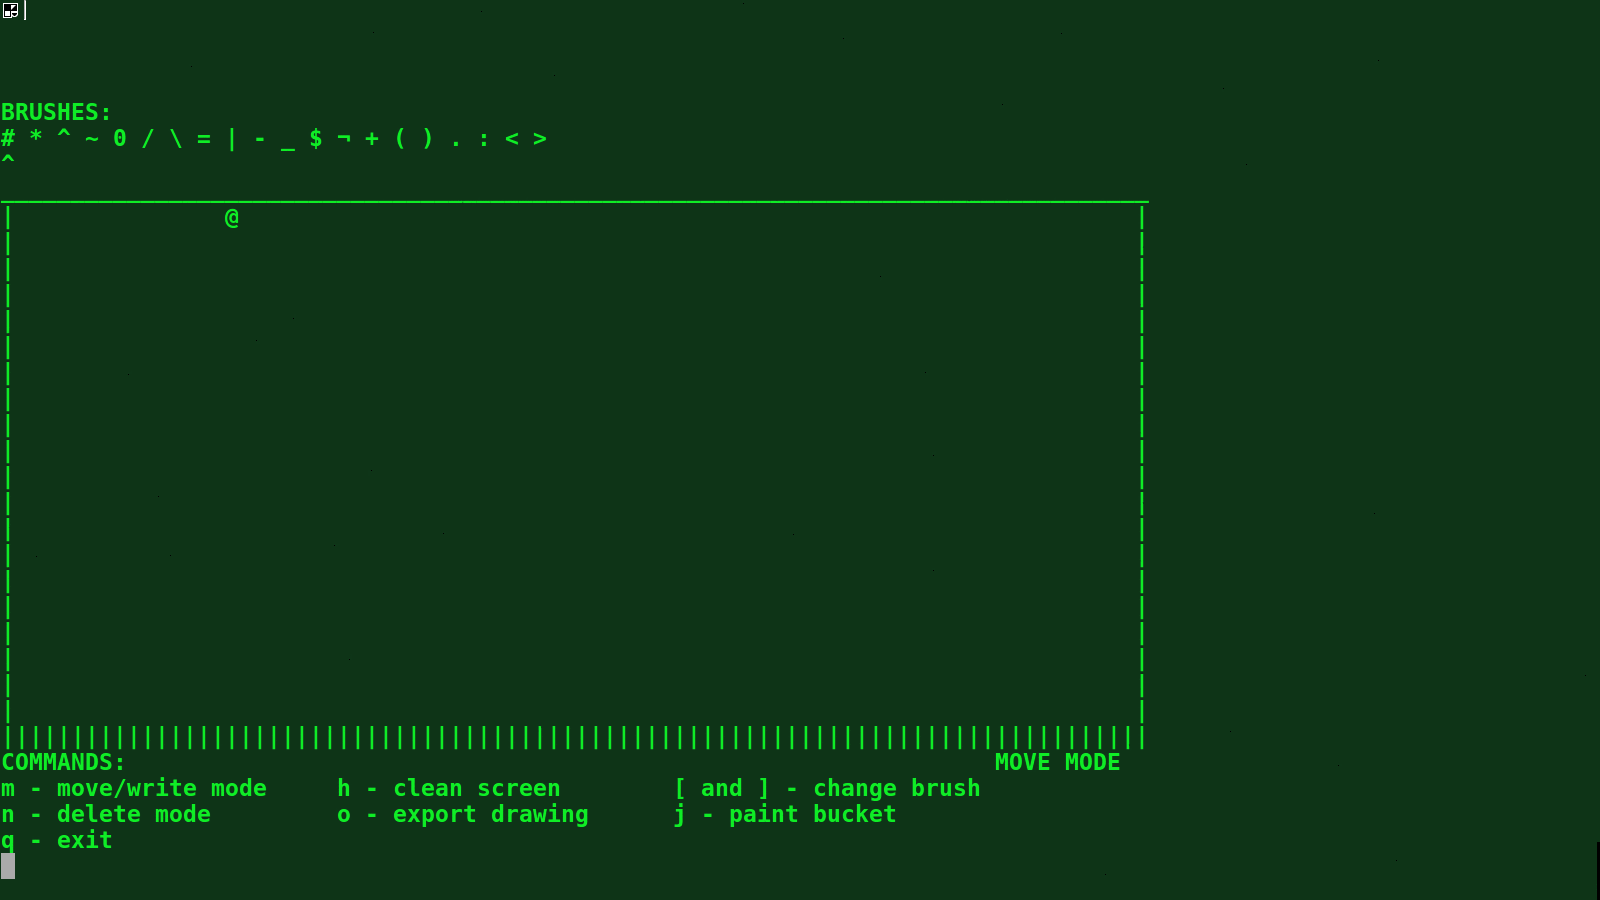 BRUSHES:
# * ^ ~ 0 / \ = | - _ $ ¬ + ( ) . : < >
^
@
COMMANDS: MOVE MODE
m - move/write mode h - clean screen [ and ] - change brush
n - delete mode o - export drawing j - paint bucket
q - exit